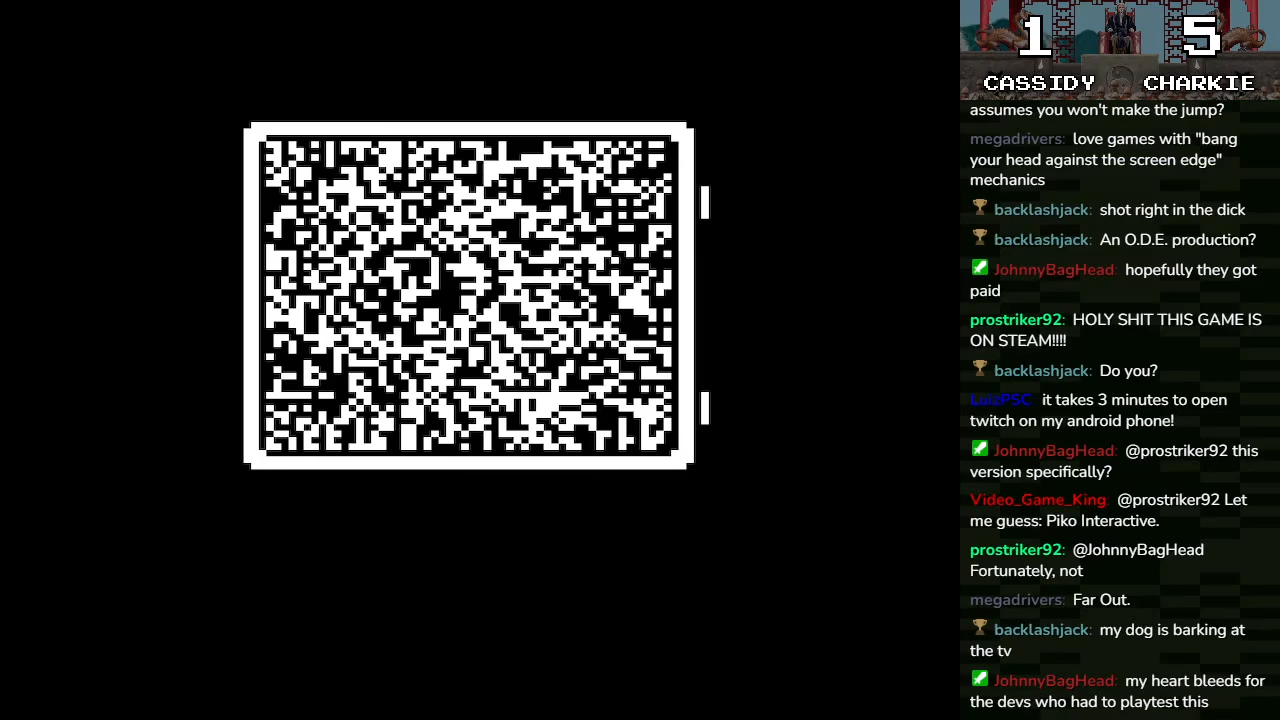 1 5
CASSIDY CHARKIE
assumes you won't make the jump?
megadrivers: love games with "bang
your head against the screen edge"
mechanics
backlashjack: shot right in the dick
backlashjack: An O.D.E. production?
JohnnyBagHead: hopefully they got
paid
prostriker92: HOLY SHIT THIS GAME IS
ON STEAM!!!!
backlashjack: Do you?
LuizPSC: it takes 3 minutes to open
twitch on my android phone!
JohnnyBagHead: @prostriker92 this
version specifically?
Video_Game_King: @prostriker92 Let
me guess: Piko Interactive.
prostriker92: @JohnnyBagHead
Fortunately, not
megadrivers: Far Out.
backlashjack: my dog is barking at
the tv
JohnnyBagHead: my heart bleeds for
the devs who had to playtest this